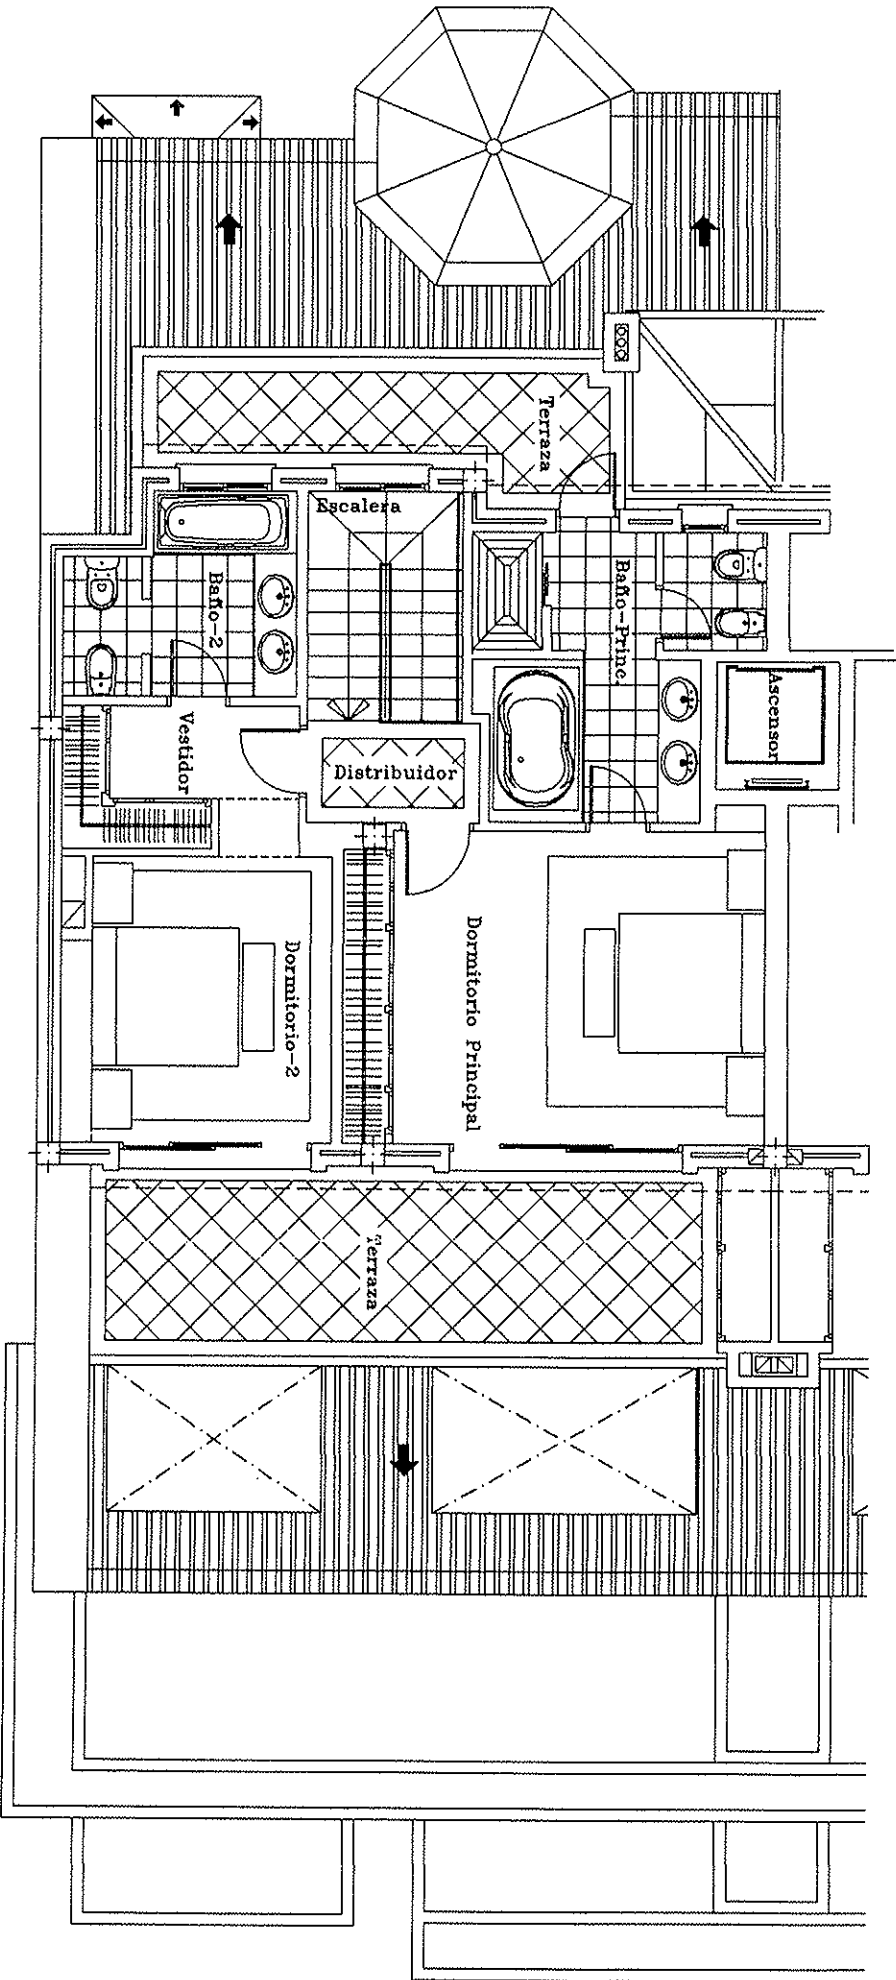 Terraza
Escalera
Baño-2
Baño-Princ.
Ascensor
Vestidor
Distribuidor
Dormitorio Principal
Dormitorio-2
Terraza